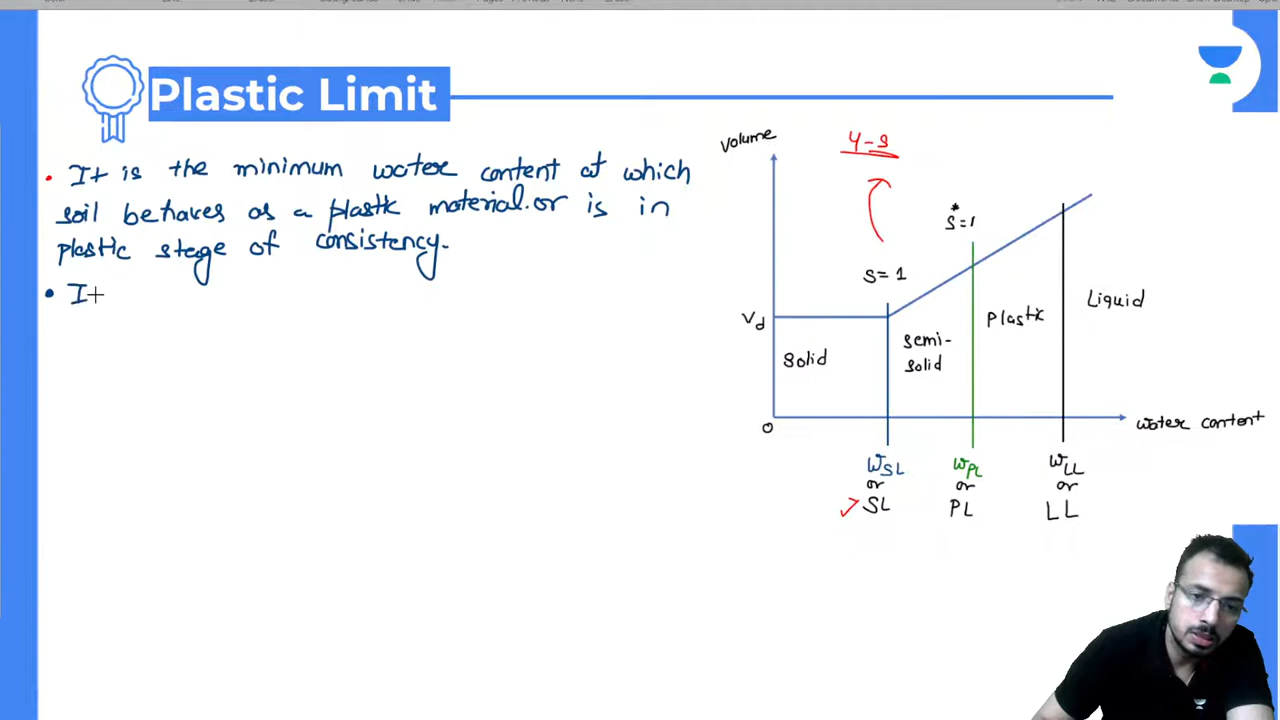 Plastic Limit
• It is the minimum water content at which
soil behaves as a plastic material. or is in
plastic stage of consistency.
• It
Volume
4-S
S=1
S=1
Vd
Solid
Semi-
solid
Plastic
Liquid
0
Water content
WSL
or
SL
WPL
or
PL
WLL
or
LL